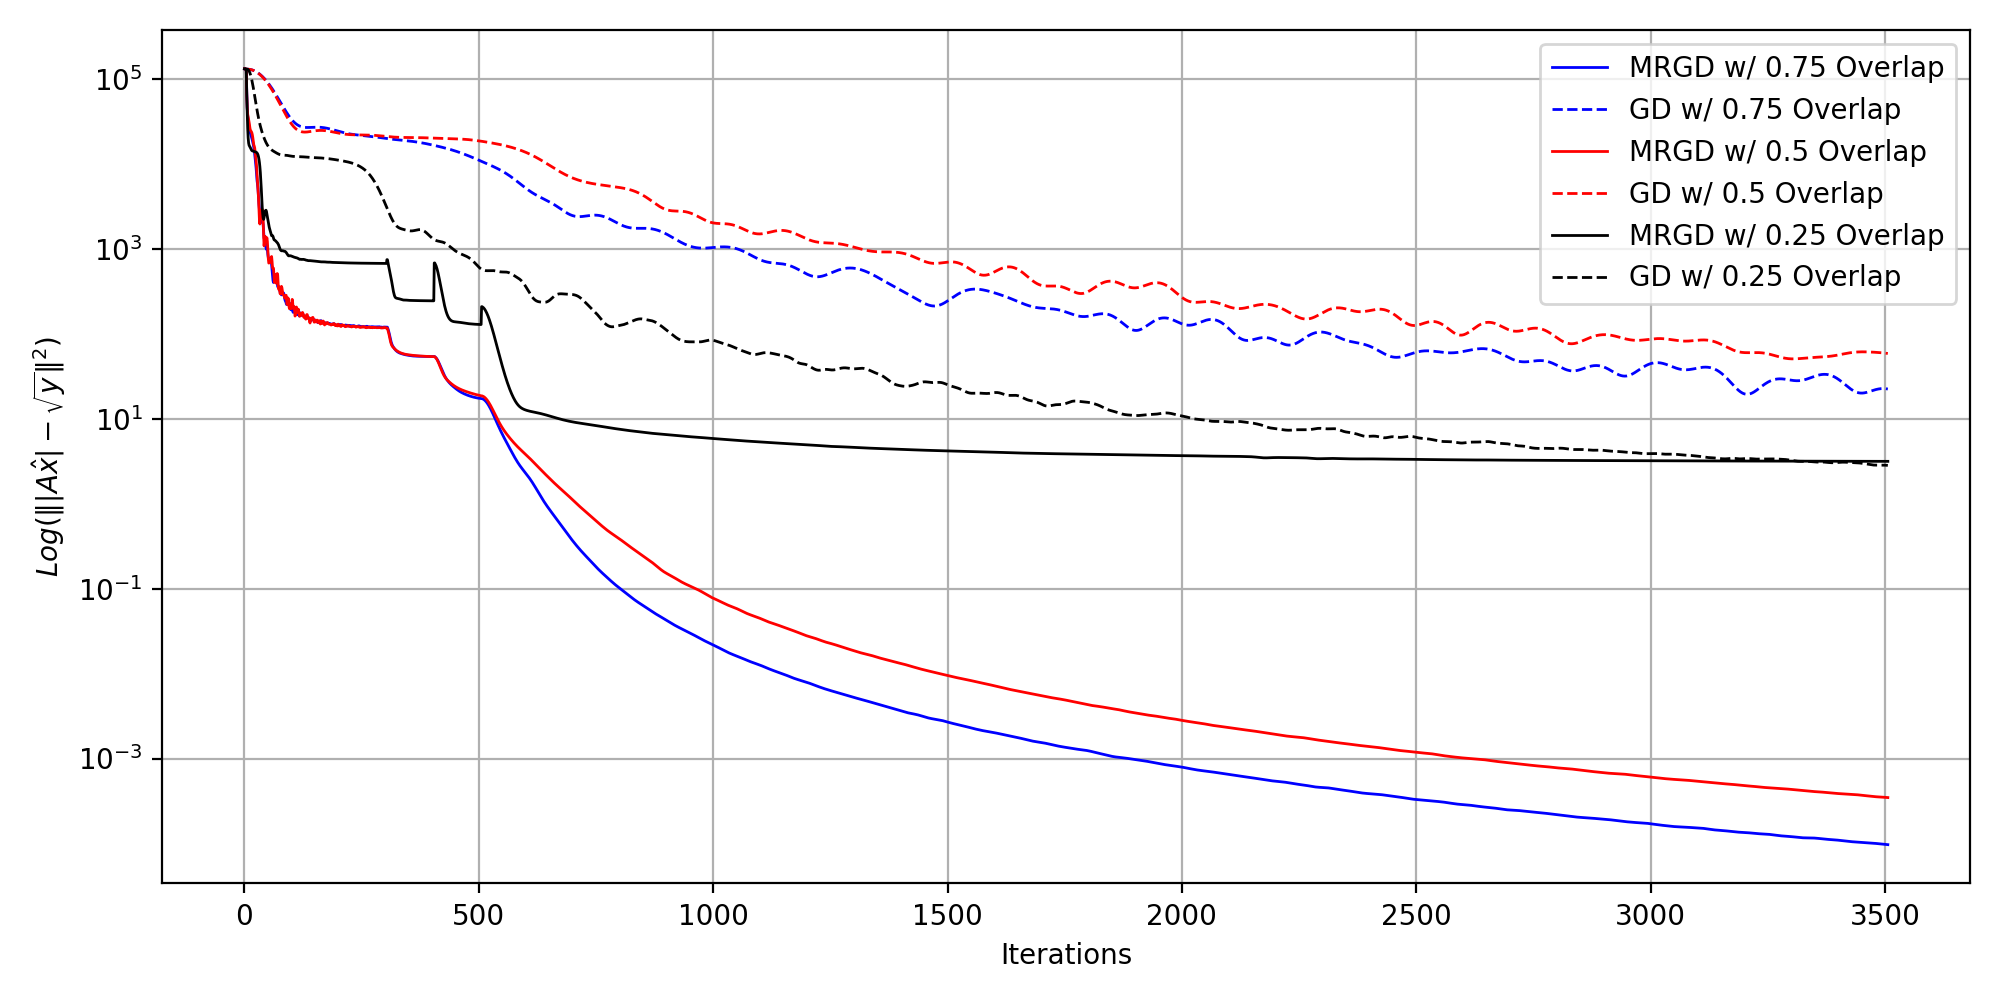 MRGD w/ 0.75 Overlap
GD w/ 0.75 Overlap
MRGD w/ 0.5 Overlap
GD w/ 0.5 Overlap
MRGD w/ 0.25 Overlap
GD w/ 0.25 Overlap
Log(‖||Ax̂| − √y‖|²)
10⁵
10³
10¹
10⁻¹
10⁻³
0 500 1000 1500 2000 2500 3000 3500
Iterations